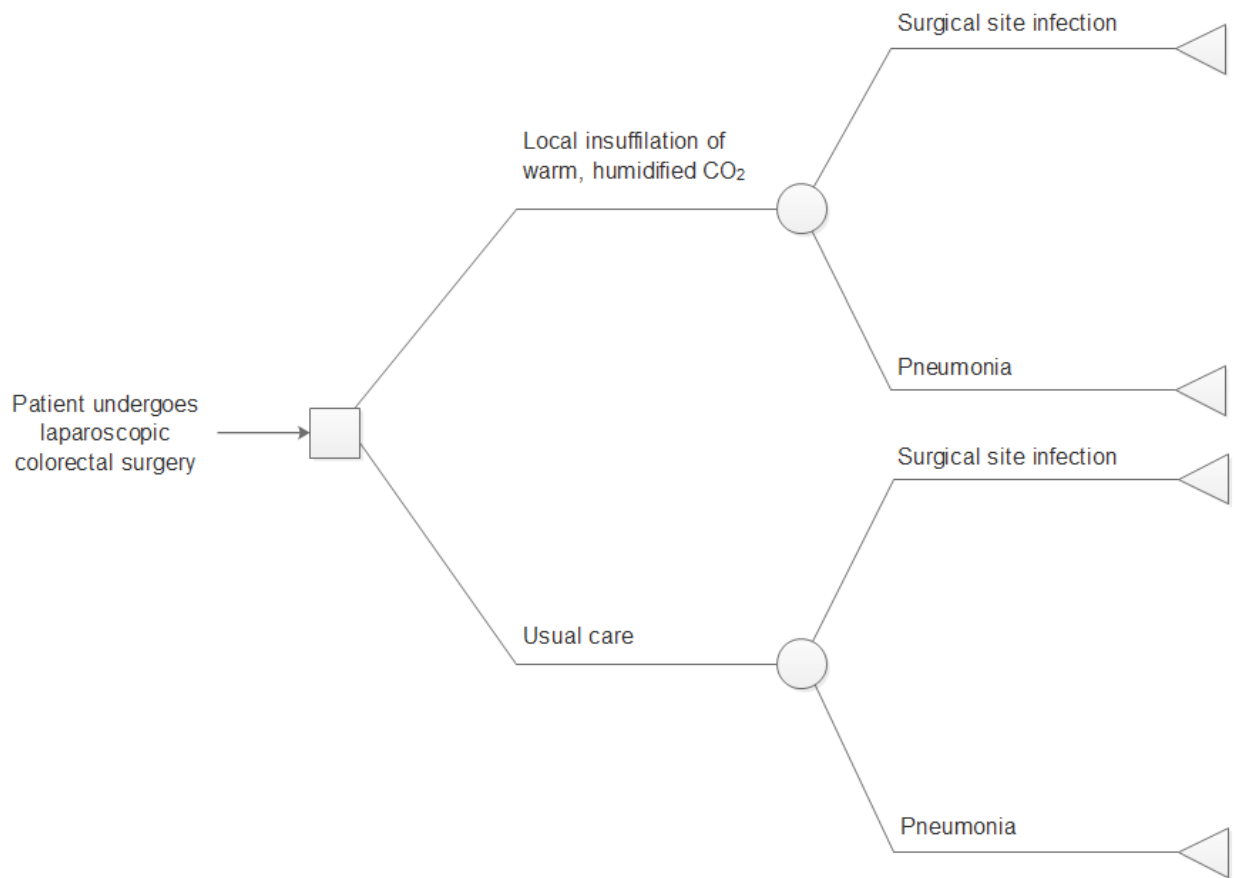 Surgical site infection
Local insuffilation of
warm, humidified CO₂
Pneumonia
Patient undergoes
laparoscopic
colorectal surgery
Surgical site infection
Usual care
Pneumonia